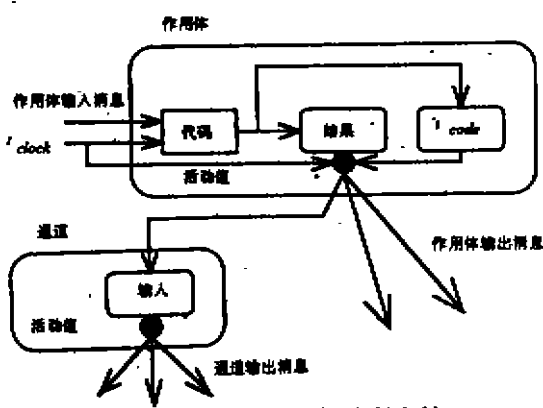 作用体
作用体输入消息
t clock
代码
结果
t code
活动值
通道
作用体输出消息
输入
活动值
通道输出消息